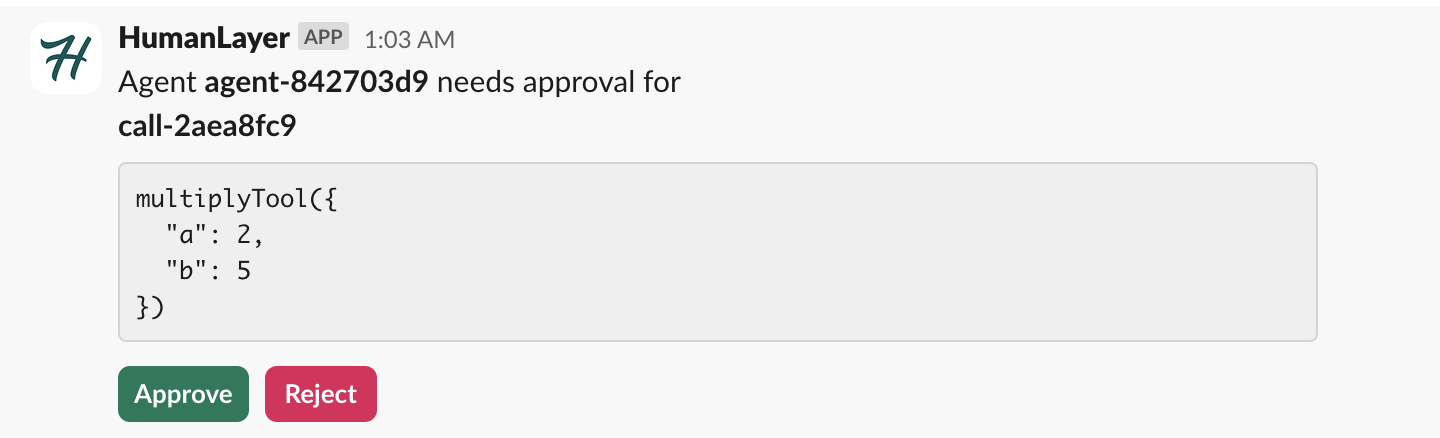 HumanLayer APP 1:03 AM
Agent agent-842703d9 needs approval for
call-2aea8fc9
multiplyTool({
  "a": 2,
  "b": 5
})
Approve Reject